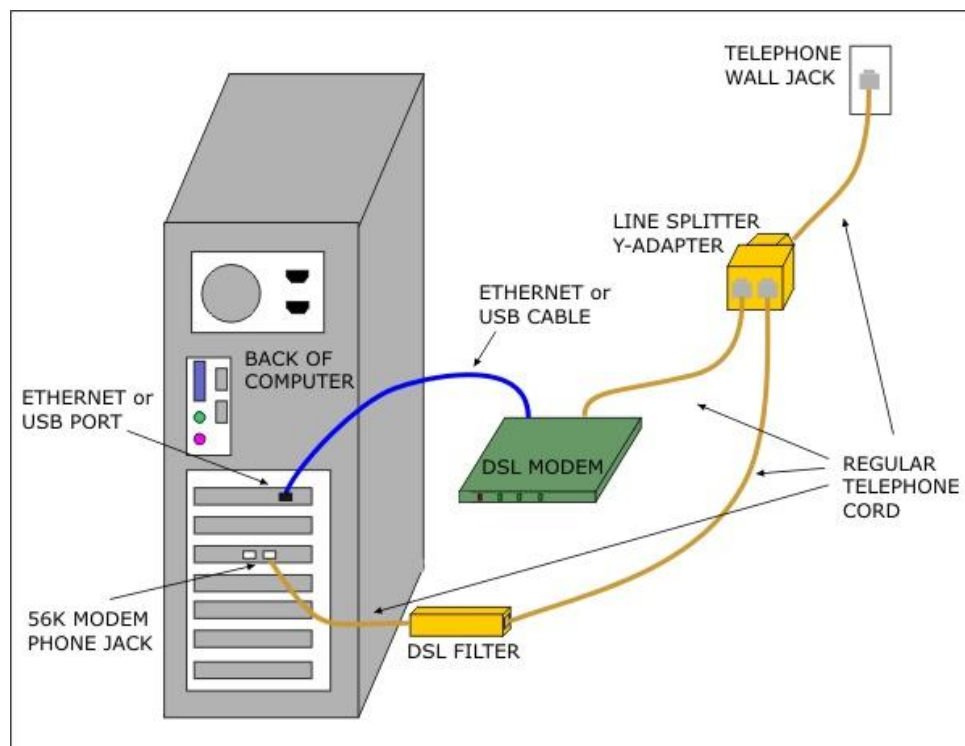 TELEPHONE
WALL JACK
LINE SPLITTER
Y-ADAPTER
ETHERNET or
USB CABLE
BACK OF
COMPUTER
ETHERNET or
USB PORT
DSL MODEM
REGULAR
TELEPHONE
CORD
56K MODEM
PHONE JACK
DSL FILTER